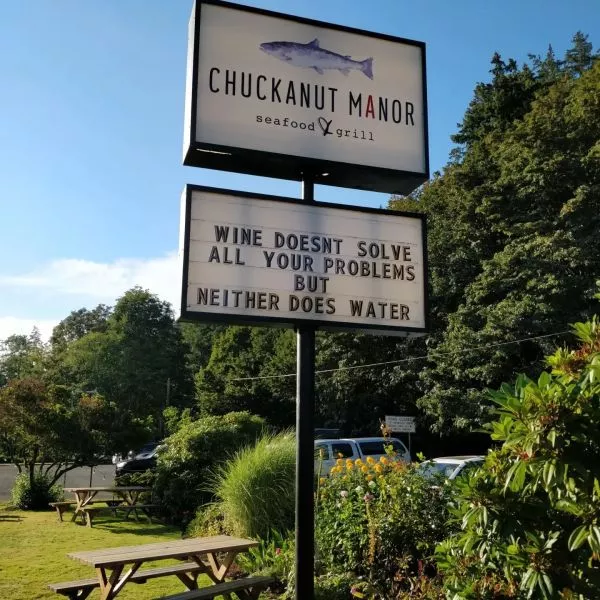 CHUCKANUT MANOR
seafood & grill
WINE DOESNT SOLVE
ALL YOUR PROBLEMS
BUT
NEITHER DOES WATER